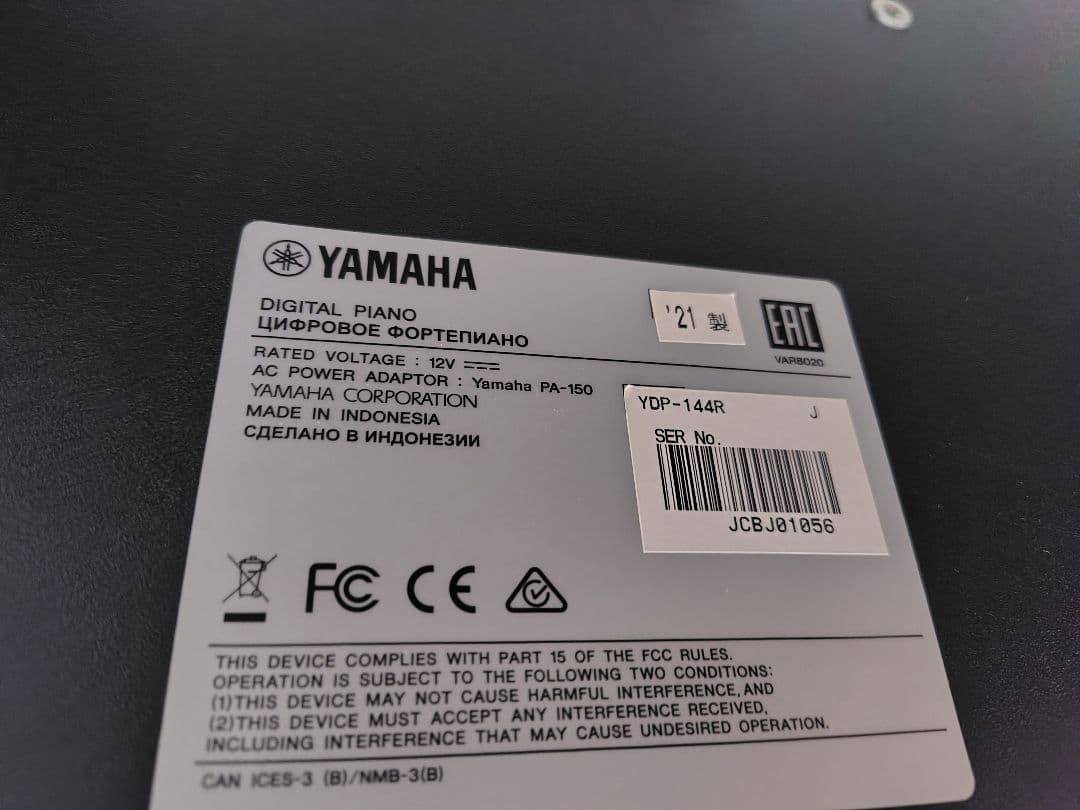 YAMAHA
DIGITAL PIANO
ЦИФРОВОЕ ФОРТЕПИАНО
'21 製
EAC
VAR8020
RATED VOLTAGE : 12V
AC POWER ADAPTOR : Yamaha PA-150
YAMAHA CORPORATION
MADE IN INDONESIA
СДЕЛАНО В ИНДОНЕЗИИ
YDP-144R J
SER No.
JCBJ01056
FC CE
THIS DEVICE COMPLIES WITH PART 15 OF THE FCC RULES.
OPERATION IS SUBJECT TO THE FOLLOWING TWO CONDITIONS:
(1)THIS DEVICE MAY NOT CAUSE HARMFUL INTERFERENCE, AND
(2)THIS DEVICE MUST ACCEPT ANY INTERFERENCE RECEIVED,
INCLUDING INTERFERENCE THAT MAY CAUSE UNDESIRED OPERATION.
CAN ICES-3 (B)/NMB-3(B)